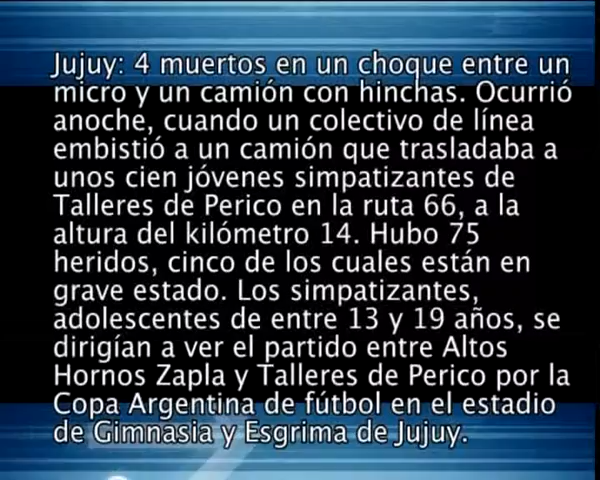 Jujuy: 4 muertos en un choque entre un
micro y un camión con hinchas. Ocurrió
anoche, cuando un colectivo de línea
embistió a un camión que trasladaba a
unos cien jóvenes simpatizantes de
Talleres de Perico en la ruta 66, a la
altura del kilómetro 14. Hubo 75
heridos, cinco de los cuales están en
grave estado. Los simpatizantes,
adolescentes de entre 13 y 19 años, se
dirigían a ver el partido entre Altos
Hornos Zapla y Talleres de Perico por la
Copa Argentina de fútbol en el estadio
de Gimnasia y Esgrima de Jujuy.